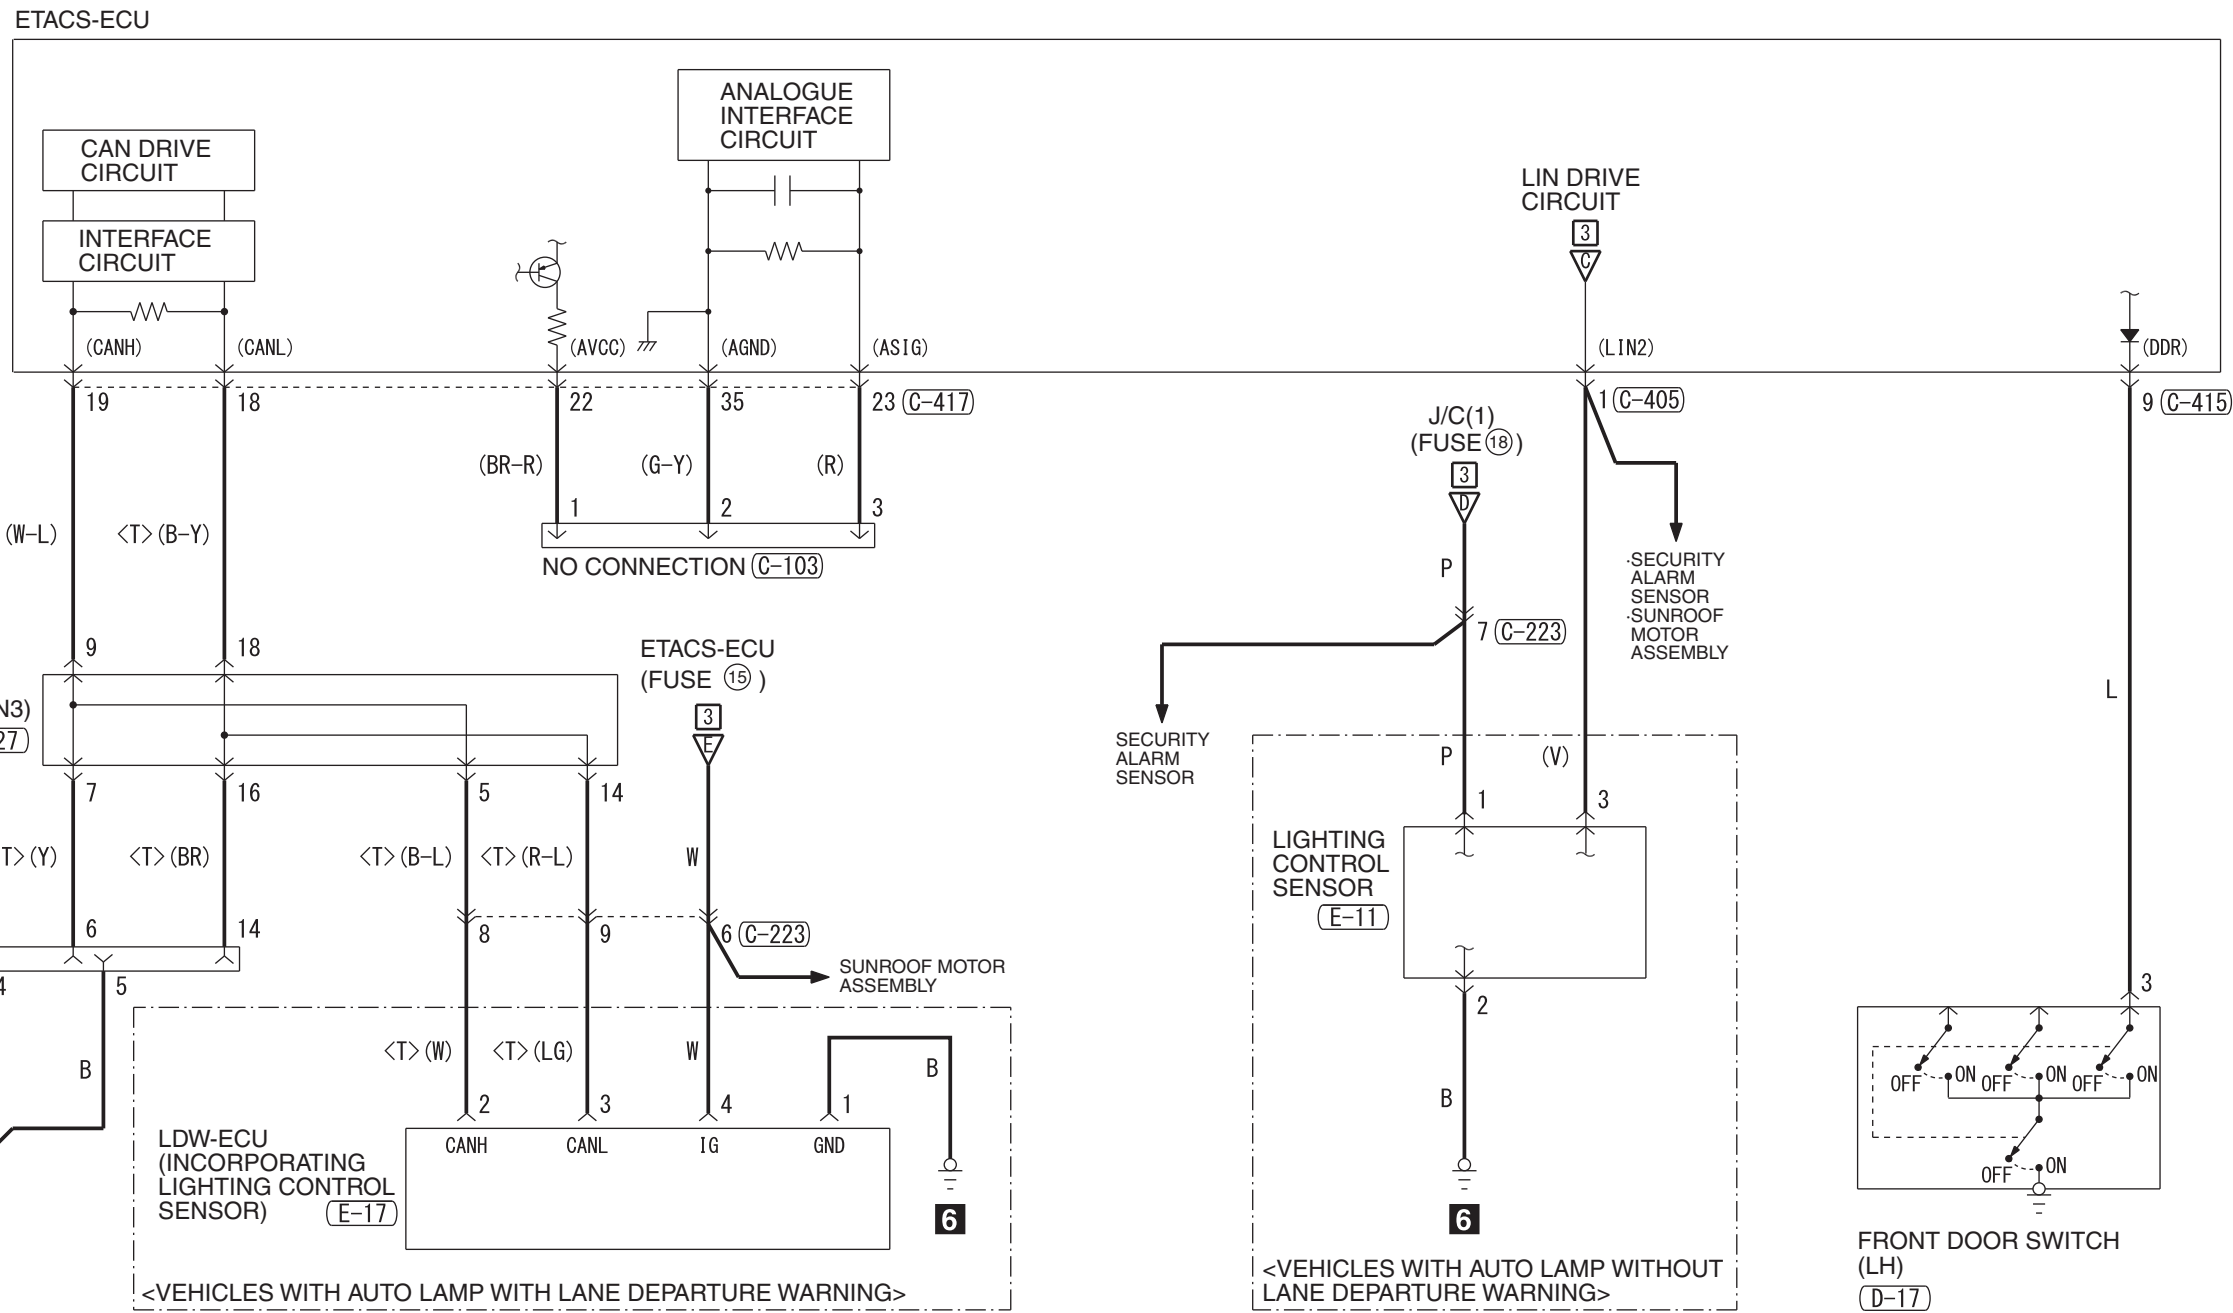 ETACS-ECU
ANALOGUE
INTERFACE
CIRCUIT
CAN DRIVE
CIRCUIT
INTERFACE
CIRCUIT
LIN DRIVE
CIRCUIT
3
C
(CANH)
(CANL)
(AVCC)
(AGND)
(ASIG)
(LIN2)
(DDR)
19
18
22
35
23 C-417
1 C-405
9 C-415
J/C(1)
(FUSE 18)
3
D
(BR-R)
(G-Y)
(R)
1
2
3
(W-L)
<T>(B-Y)
NO CONNECTION C-103
P
·SECURITY
ALARM
SENSOR
·SUNROOF
MOTOR
ASSEMBLY
7 C-223
9
18
ETACS-ECU
(FUSE 15)
3
E
L
N3)
27
SECURITY
ALARM
SENSOR
P
(V)
7
16
5
14
1
3
T>(Y)
<T>(BR)
<T>(B-L)
<T>(R-L)
W
LIGHTING
CONTROL
SENSOR
E-11
6
14
8
9
6 C-223
SUNROOF MOTOR
ASSEMBLY
4
5
2
3
B
<T>(W)
<T>(LG)
W
B
B
OFF
ON
OFF
ON
OFF
ON
OFF
ON
2
3
4
1
LDW-ECU
(INCORPORATING
LIGHTING CONTROL
SENSOR)
E-17
CANH
CANL
IG
GND
6
6
<VEHICLES WITH AUTO LAMP WITH LANE DEPARTURE WARNING>
<VEHICLES WITH AUTO LAMP WITHOUT
LANE DEPARTURE WARNING>
FRONT DOOR SWITCH
(LH)
D-17